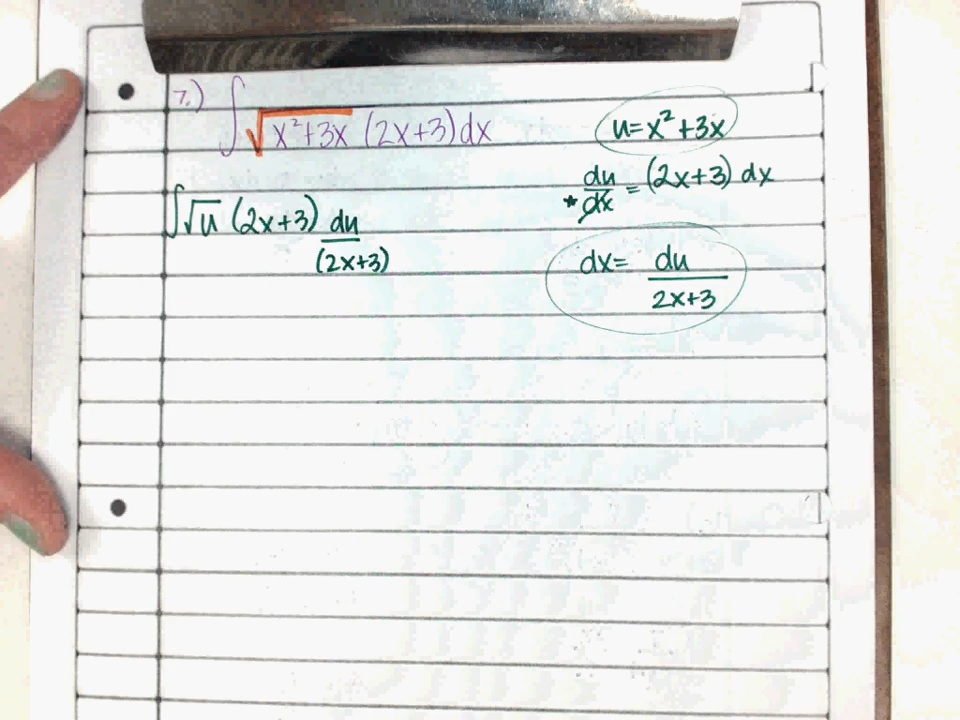 7.) ∫ √(x²+3x) (2x+3)dx
u=x²+3x
* du/dx = (2x+3) dx
∫√u (2x+3) du/(2x+3)
dx= du/2x+3